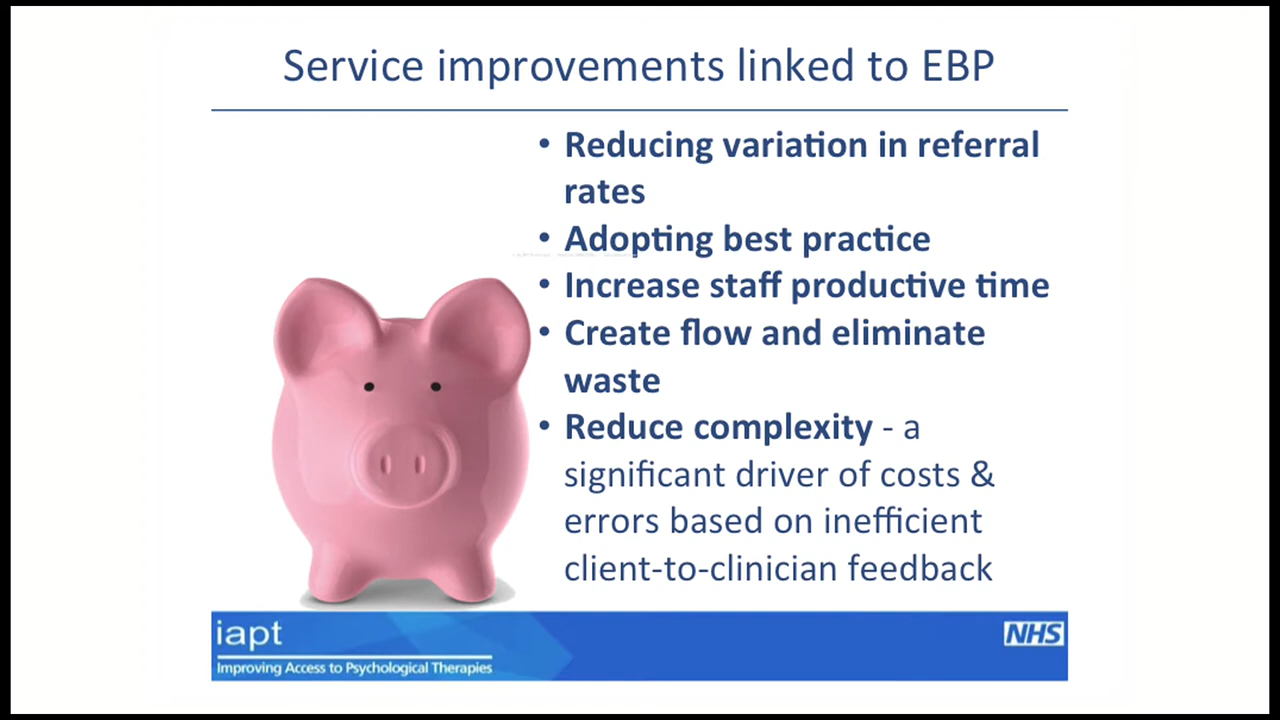 Service improvements linked to EBP
• Reducing variation in referral
rates
• Adopting best practice
• Increase staff productive time
• Create flow and eliminate
waste
• Reduce complexity - a
significant driver of costs &
errors based on inefficient
client-to-clinician feedback
iapt
NHS
Improving Access to Psychological Therapies